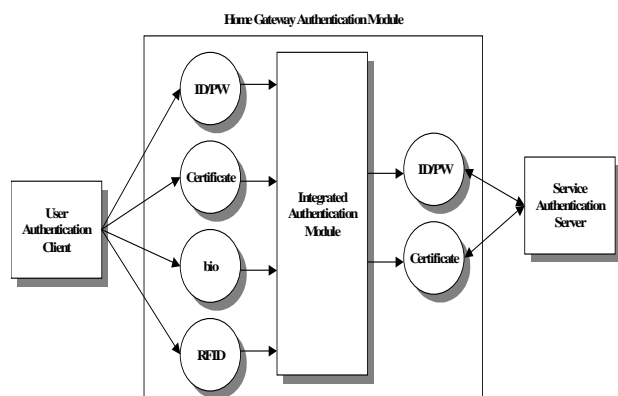 Home Gateway Authentication Module
ID/PW
Certificate
bio
RFID
User
Authentication
Client
Integrated
Authentication
Module
ID/PW
Certificate
Service
Authentication
Server